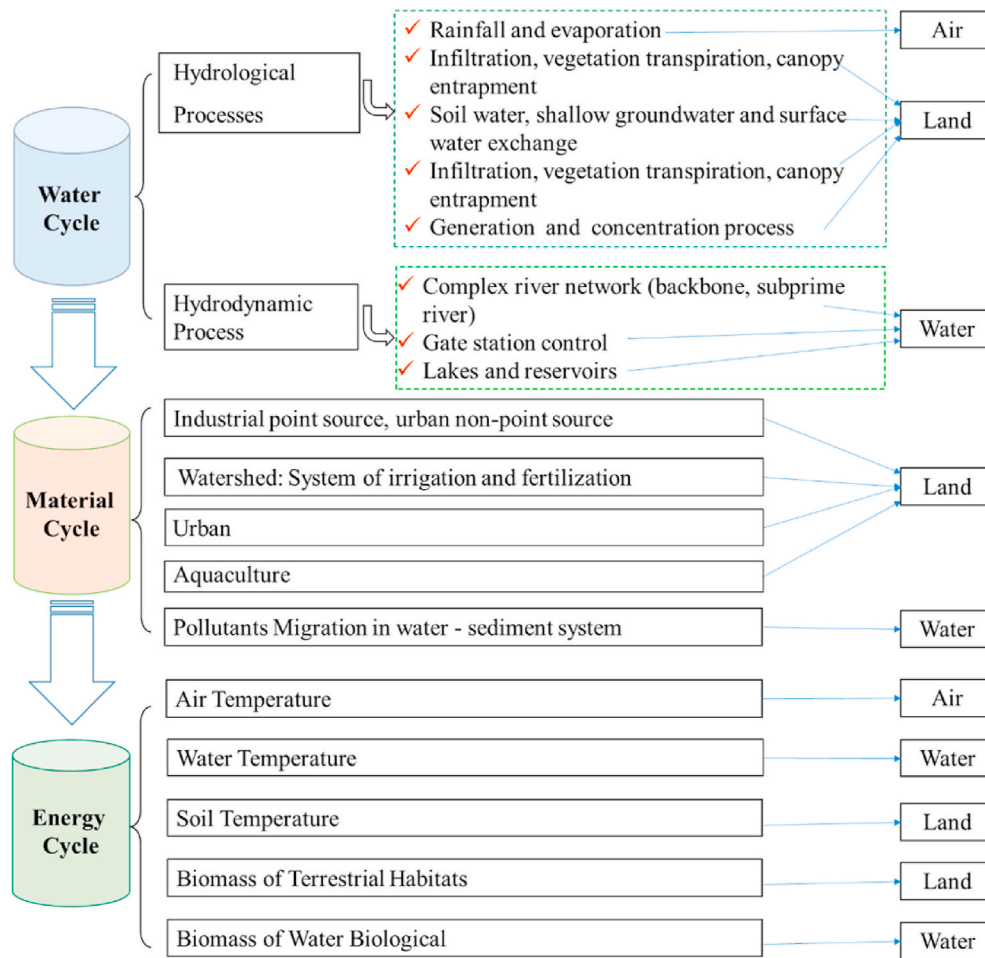 Rainfall and evaporation
Air
Hydrological
Processes
Infiltration, vegetation transpiration, canopy
entrapment
Soil water, shallow groundwater and surface
water exchange
Land
Infiltration, vegetation transpiration, canopy
entrapment
Generation and concentration process
Water
Cycle
Hydrodynamic
Process
Complex river network (backbone, subprime
river)
Gate station control
Lakes and reservoirs
Water
Material
Cycle
Industrial point source, urban non-point source
Watershed: System of irrigation and fertilization
Land
Urban
Aquaculture
Pollutants Migration in water - sediment system
Water
Energy
Cycle
Air Temperature
Air
Water Temperature
Water
Soil Temperature
Land
Biomass of Terrestrial Habitats
Land
Biomass of Water Biological
Water